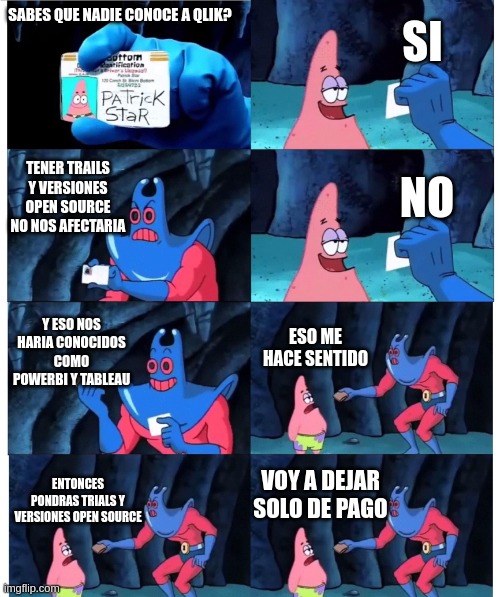 SABES QUE NADIE CONOCE A QLIK?
SI
PATRICK
STAR
TENER TRAILS
Y VERSIONES
OPEN SOURCE
NO NOS AFECTARIA
NO
Y ESO NOS
HARIA CONOCIDOS
COMO
POWERBI Y TABLEAU
ESO ME
HACE SENTIDO
ENTONCES
PONDRAS TRIALS Y
VERSIONES OPEN SOURCE
VOY A DEJAR
SOLO DE PAGO
imgflip.com